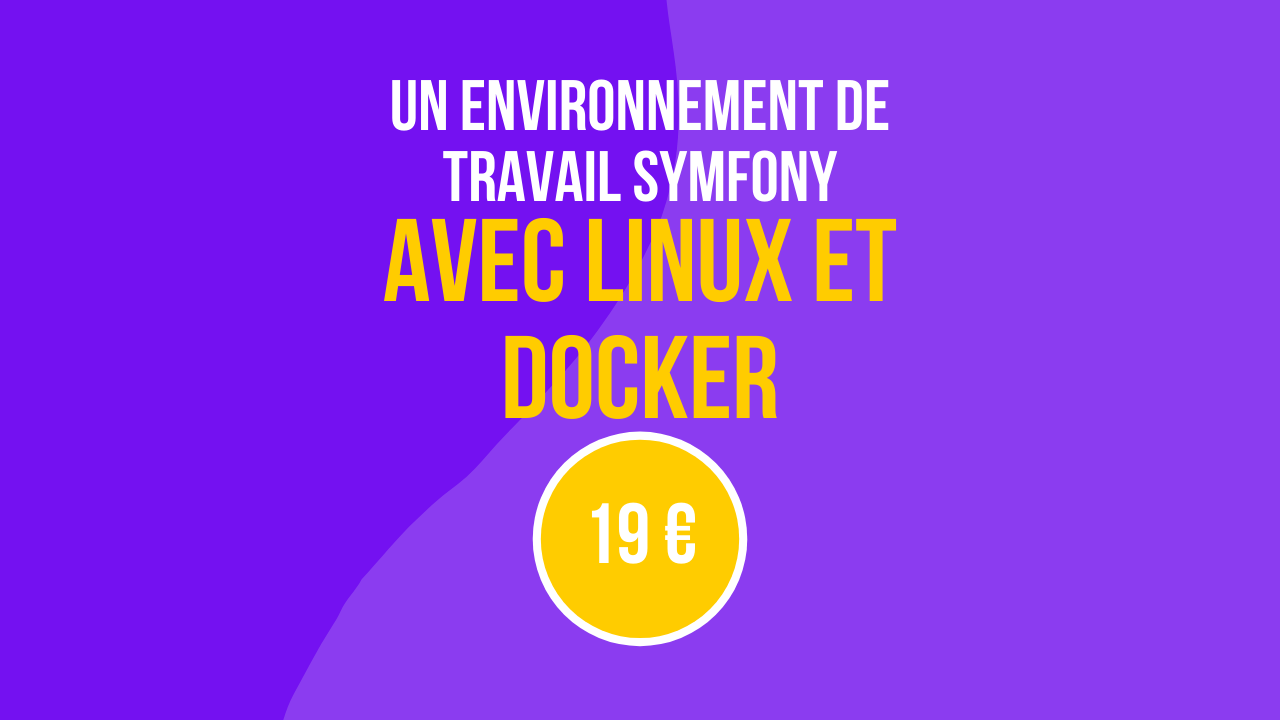 UN ENVIRONNEMENT DE
TRAVAIL SYMFONY
AVEC LINUX ET
DOCKER
19 €